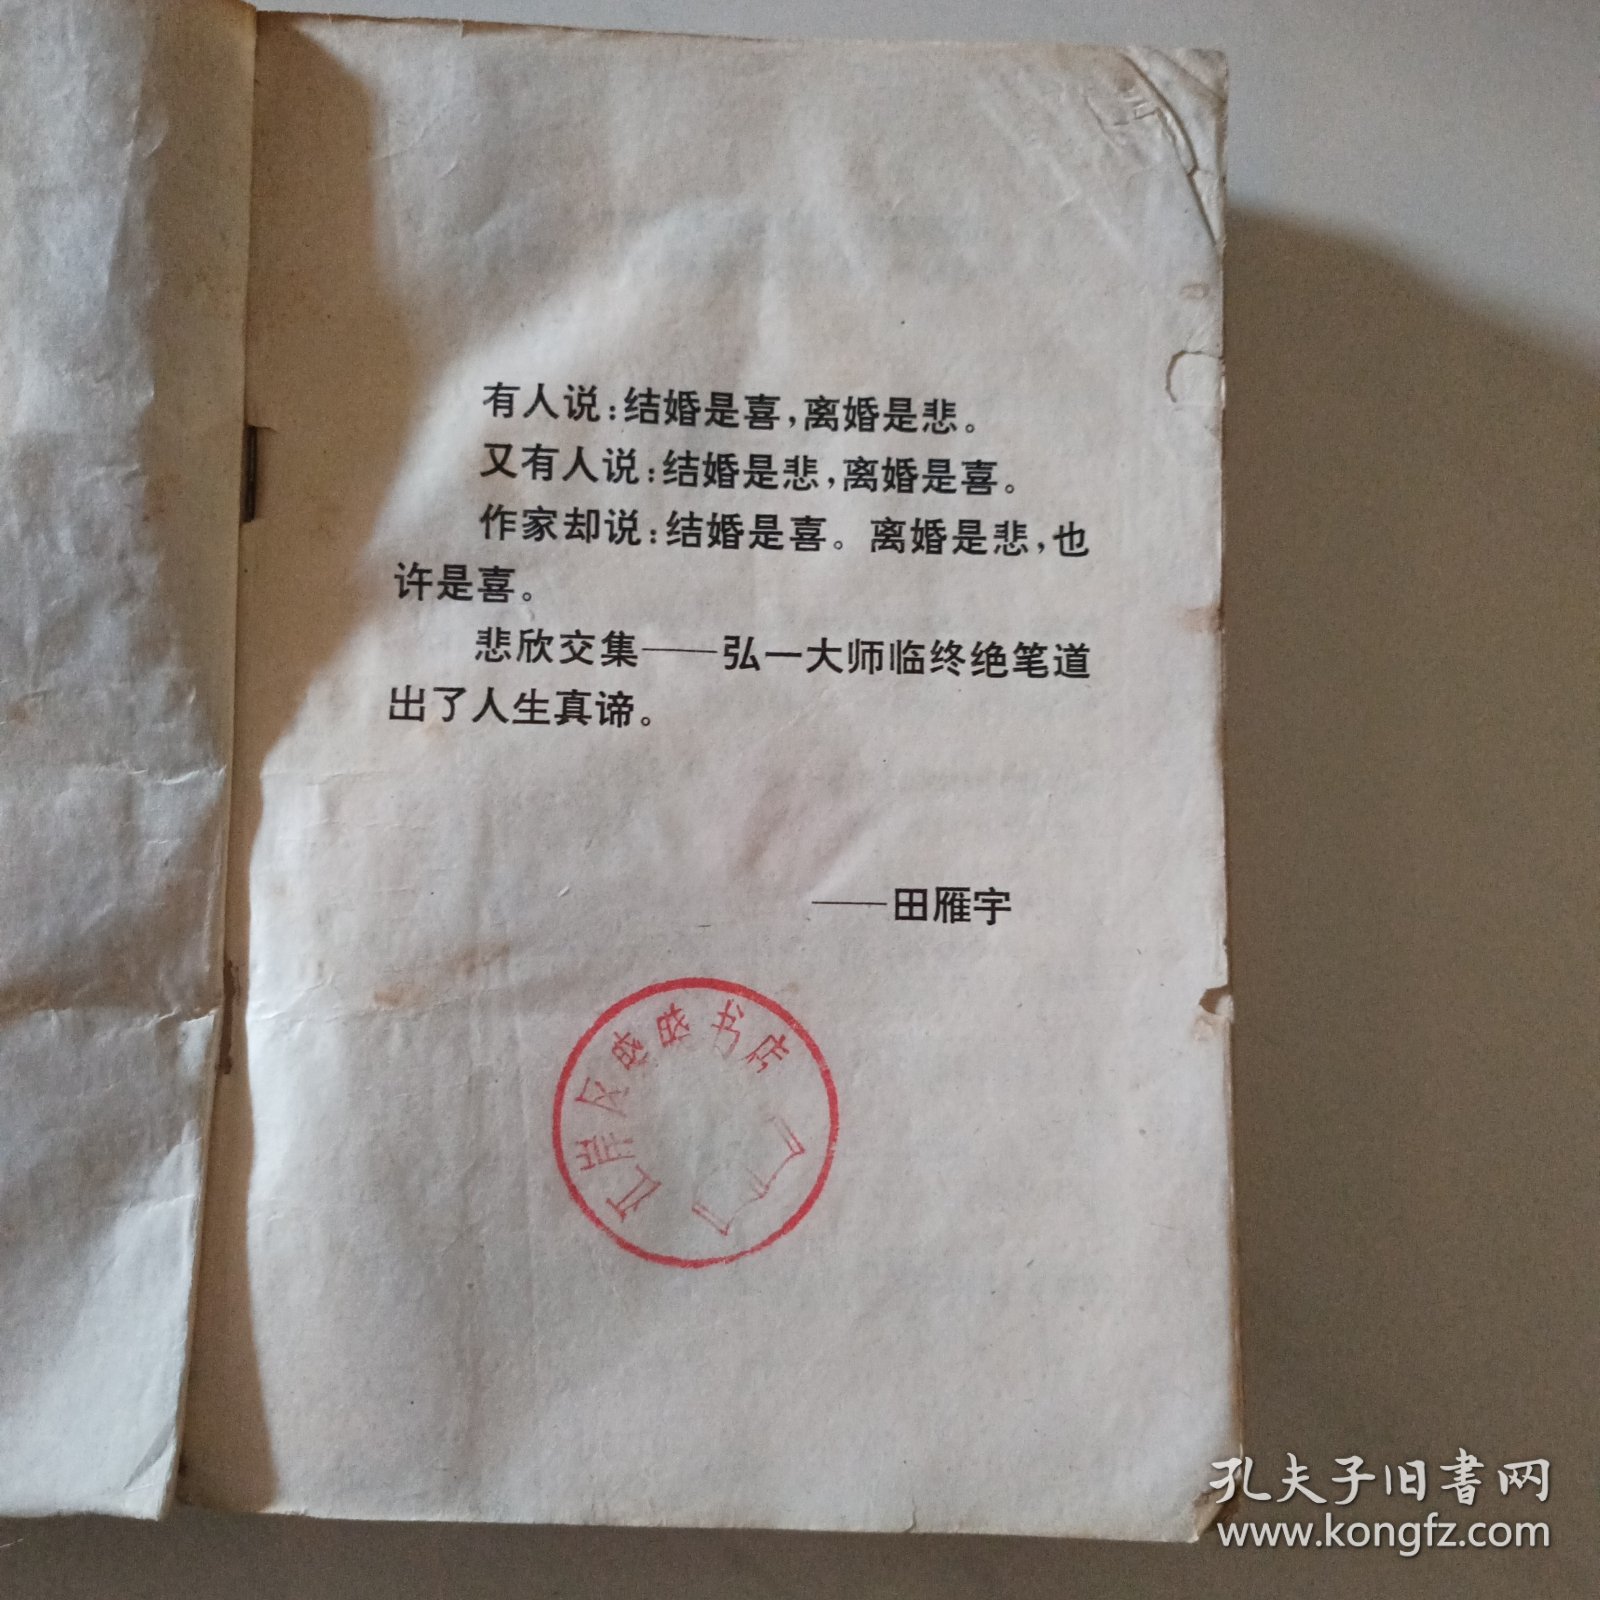 有人说:结婚是喜,离婚是悲。
又有人说:结婚是悲,离婚是喜。
作家却说:结婚是喜。离婚是悲,也
许是喜。
悲欣交集——弘一大师临终绝笔道
出了人生真谛。
——田雁宇
书店
孔夫子旧书网
www.kongfz.com